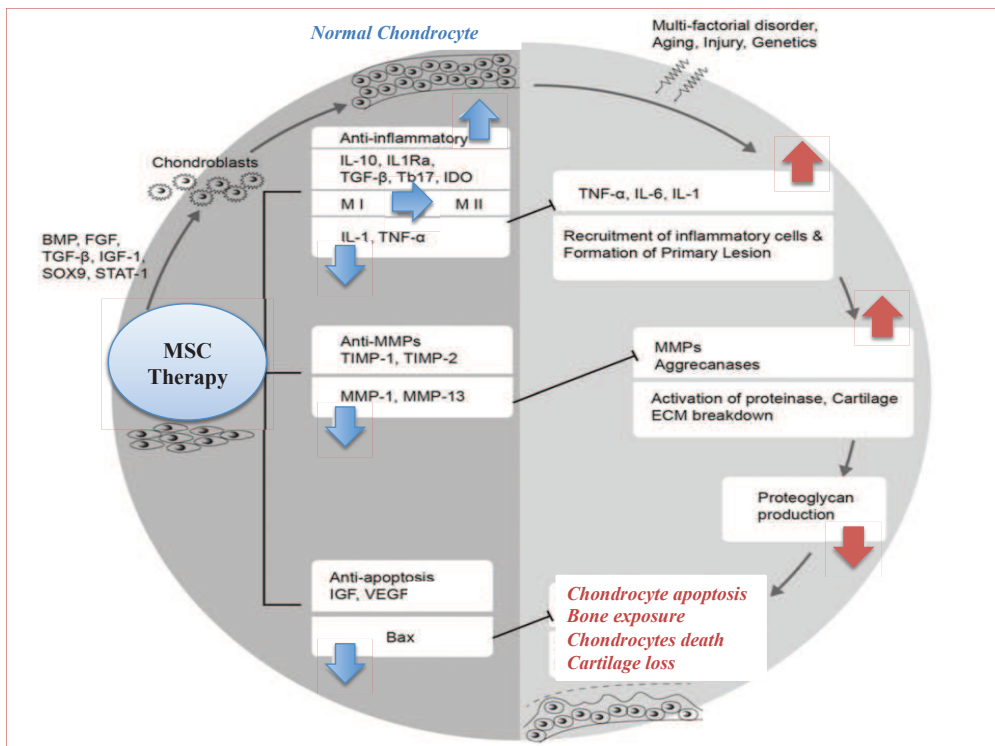 Normal Chondrocyte
Multi-factorial disorder,
Aging, Injury, Genetics
Chondroblasts
BMP, FGF,
TGF-β, IGF-1,
SOX9, STAT-1
MSC
Therapy
Anti-inflammatory
IL-10, IL1Ra,
TGF-β, Tb17, IDO
M I M II
IL-1, TNF-α
Anti-MMPs
TIMP-1, TIMP-2
MMP-1, MMP-13
Anti-apoptosis
IGF, VEGF
Bax
TNF-α, IL-6, IL-1
Recruitment of inflammatory cells &
Formation of Primary Lesion
MMPs
Aggrecanases
Activation of proteinase, Cartilage
ECM breakdown
Proteoglycan
production
Chondrocyte apoptosis
Bone exposure
Chondrocytes death
Cartilage loss